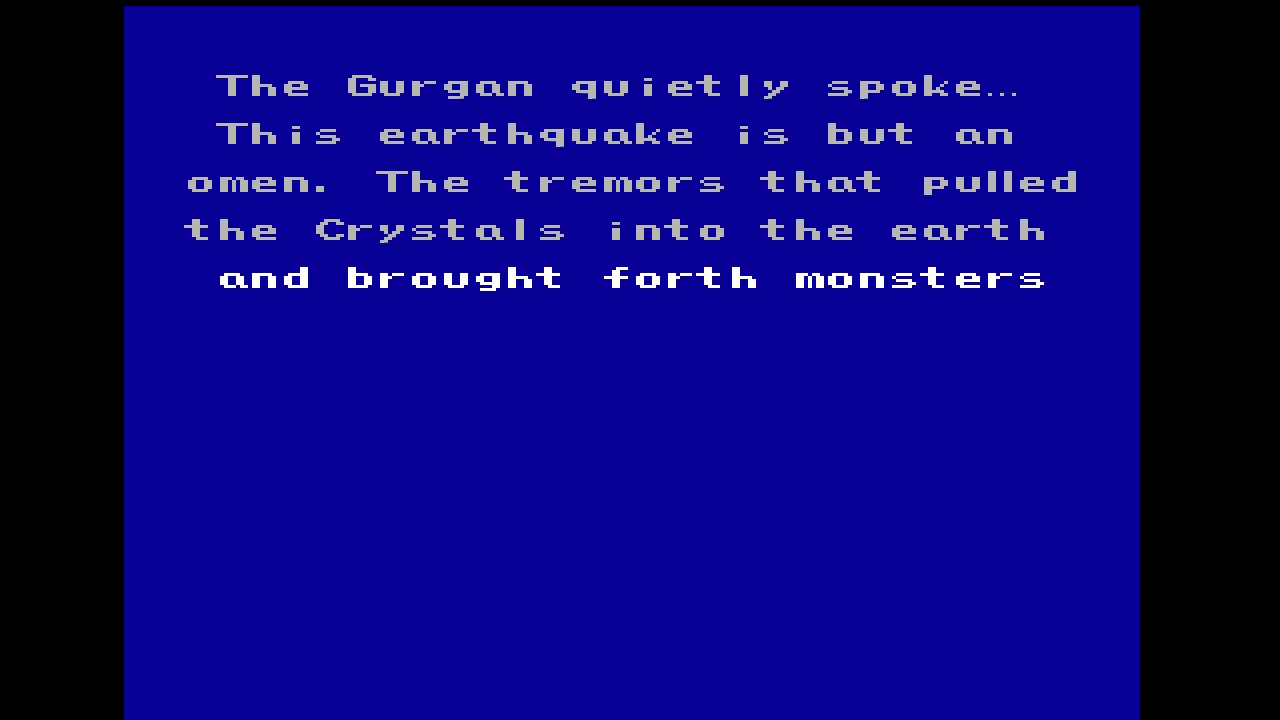 The Gurgan quietly spoke…
This earthquake is but an
omen. The tremors that pulled
the Crystals into the earth
and brought forth monsters